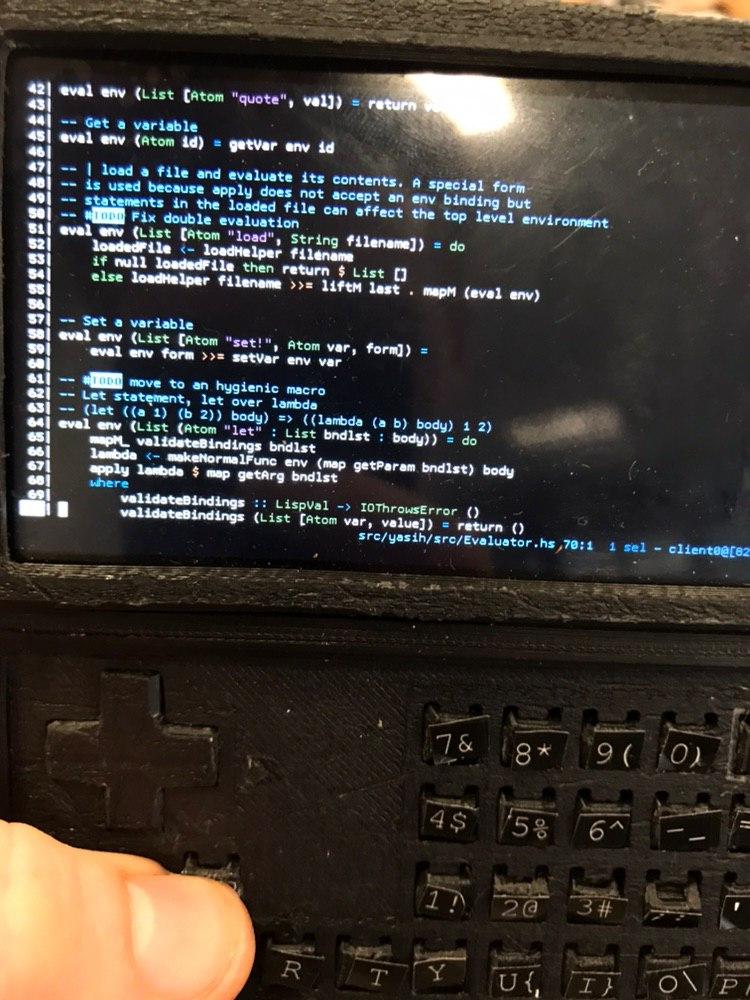 42 eval env (List [Atom "quote", val]) = return
43
44 -- Get a variable
45 eval env (Atom id) = getVar env id
46
47 -- | load a file and evaluate its contents. A special form
48 -- is used because apply does not accept an env binding but
49 -- statements in the loaded file can affect the top level environment
50 -- #TODO Fix double evaluation
51 eval env (List [Atom "load", String filename]) = do
52 loadedFile <- loadHelper filename
53 if null loadedFile then return $ List []
54 else loadHelper filename >>= liftM last . mapM (eval env)
55
56
57 -- Set a variable
58 eval env (List [Atom "set!", Atom var, form]) =
59 eval env form >>= setVar env var
60
61 -- #TODO move to an hygienic macro
62 -- Let statement, let over lambda
63 -- (let ((a 1) (b 2)) body) => ((lambda (a b) body) 1 2)
64 eval env (List (Atom "let" : List bndlst : body)) = do
65 mapM_ validateBindings bndlst
66 lambda <- makeNormalFunc env (map getParam bndlst) body
67 apply lambda $ map getArg bndlst
68 where
69 validateBindings :: LispVal -> IOThrowsError ()
validateBindings (List [Atom var, value]) = return ()
src/yasih/src/Evaluator.hs 70:1 1 sel - client0@[82
7& 8* 9( 0)
4$ 5% 6^ -_ =
1! 2@ 3# '
R T Y U{ I} O\ P